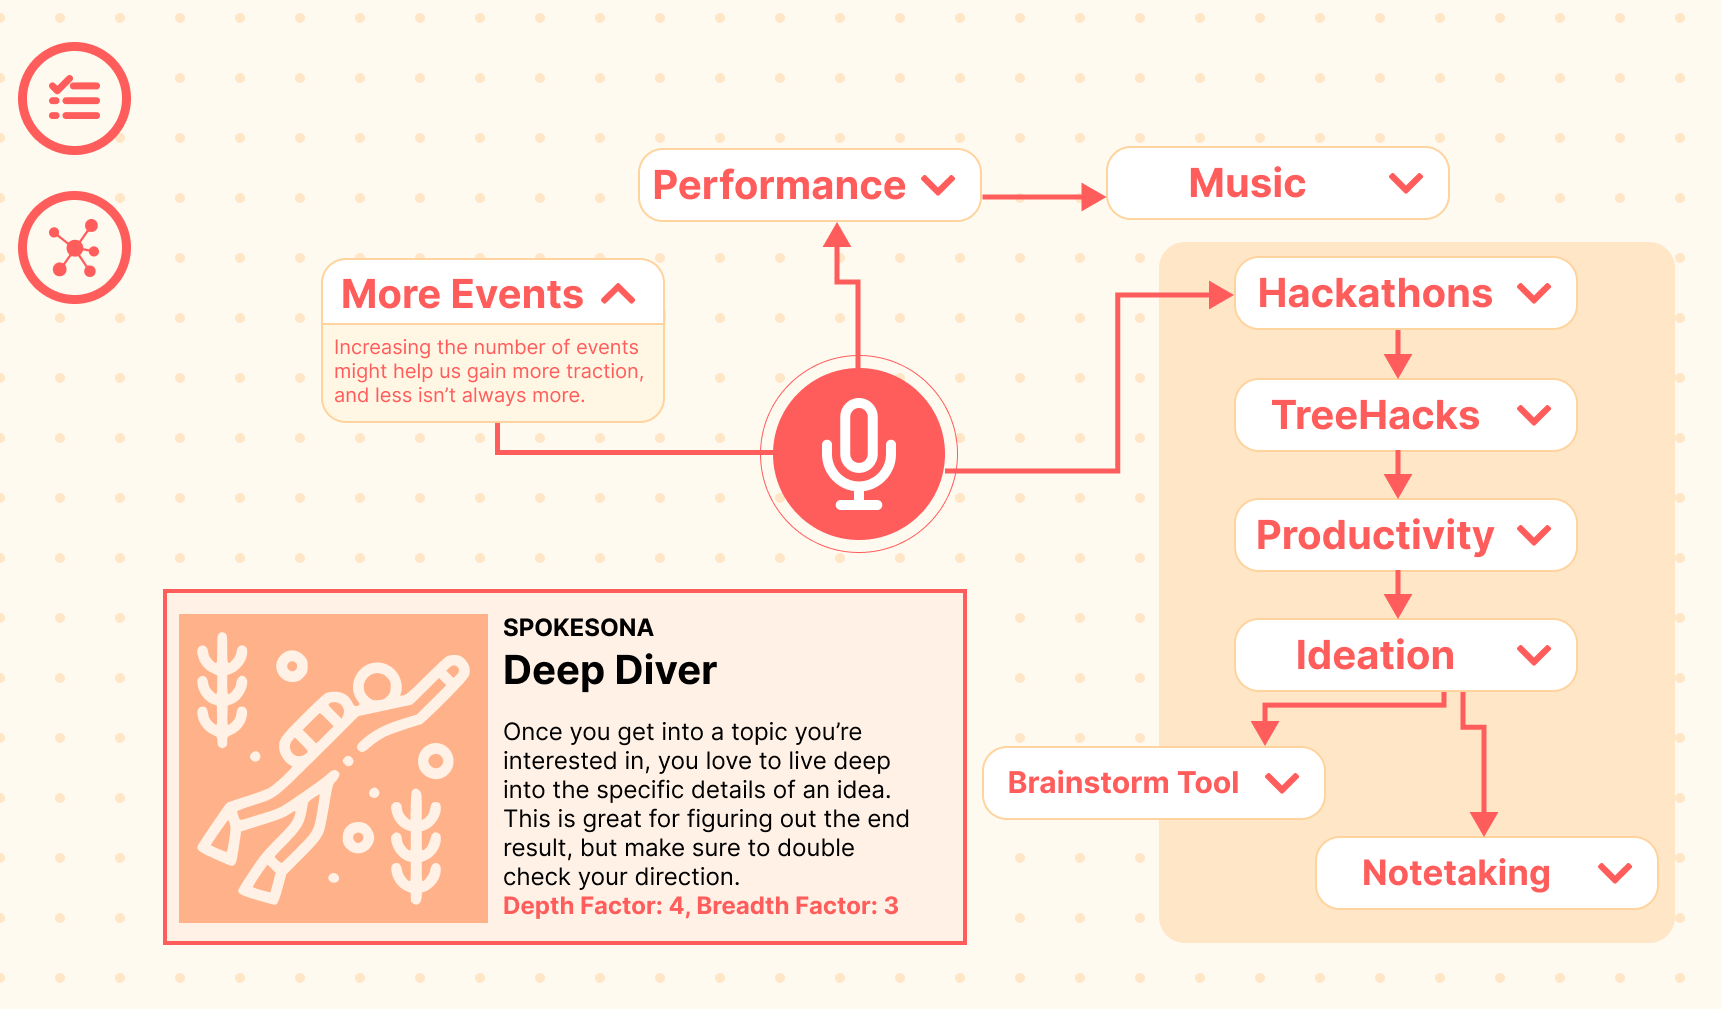 Performance
Music
More Events
Increasing the number of events
might help us gain more traction,
and less isn't always more.
Hackathons
TreeHacks
Productivity
Ideation
Brainstorm Tool
Notetaking
SPOKESONA
Deep Diver
Once you get into a topic you're
interested in, you love to live deep
into the specific details of an idea.
This is great for figuring out the end
result, but make sure to double
check your direction.
Depth Factor: 4, Breadth Factor: 3